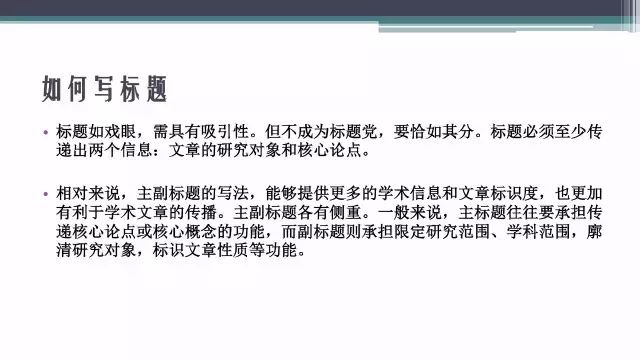 如何写标题
• 标题如戏眼，需具有吸引性。但不成为标题党，要恰如其分。标题必须至少传
递出两个信息：文章的研究对象和核心论点。
• 相对来说，主副标题的写法，能够提供更多的学术信息和文章标识度，也更加
有利于学术文章的传播。主副标题各有侧重。一般来说，主标题往往要承担传
递核心论点或核心概念的功能，而副标题则承担限定研究范围、学科范围，廓
清研究对象，标识文章性质等功能。